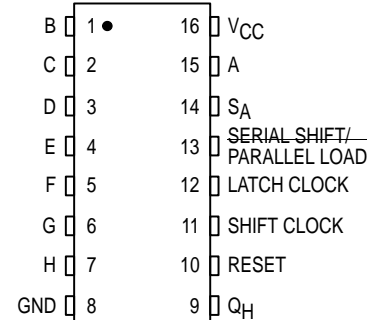 B 1 16 VCC
C 2 15 A
D 3 14 SA
E 4 13 SERIAL SHIFT/
PARALLEL LOAD
F 5 12 LATCH CLOCK
G 6 11 SHIFT CLOCK
H 7 10 RESET
GND 8 9 QH